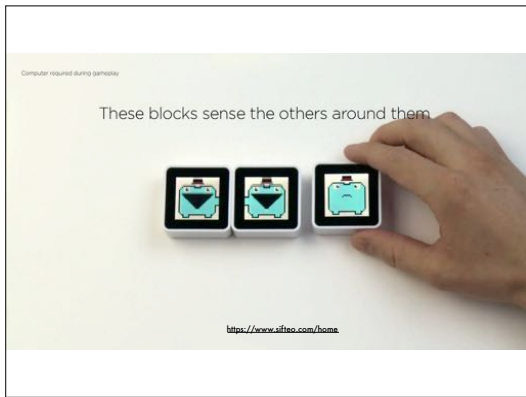 Computer required during gameplay
These blocks sense the others around them
https://www.sifteo.com/home